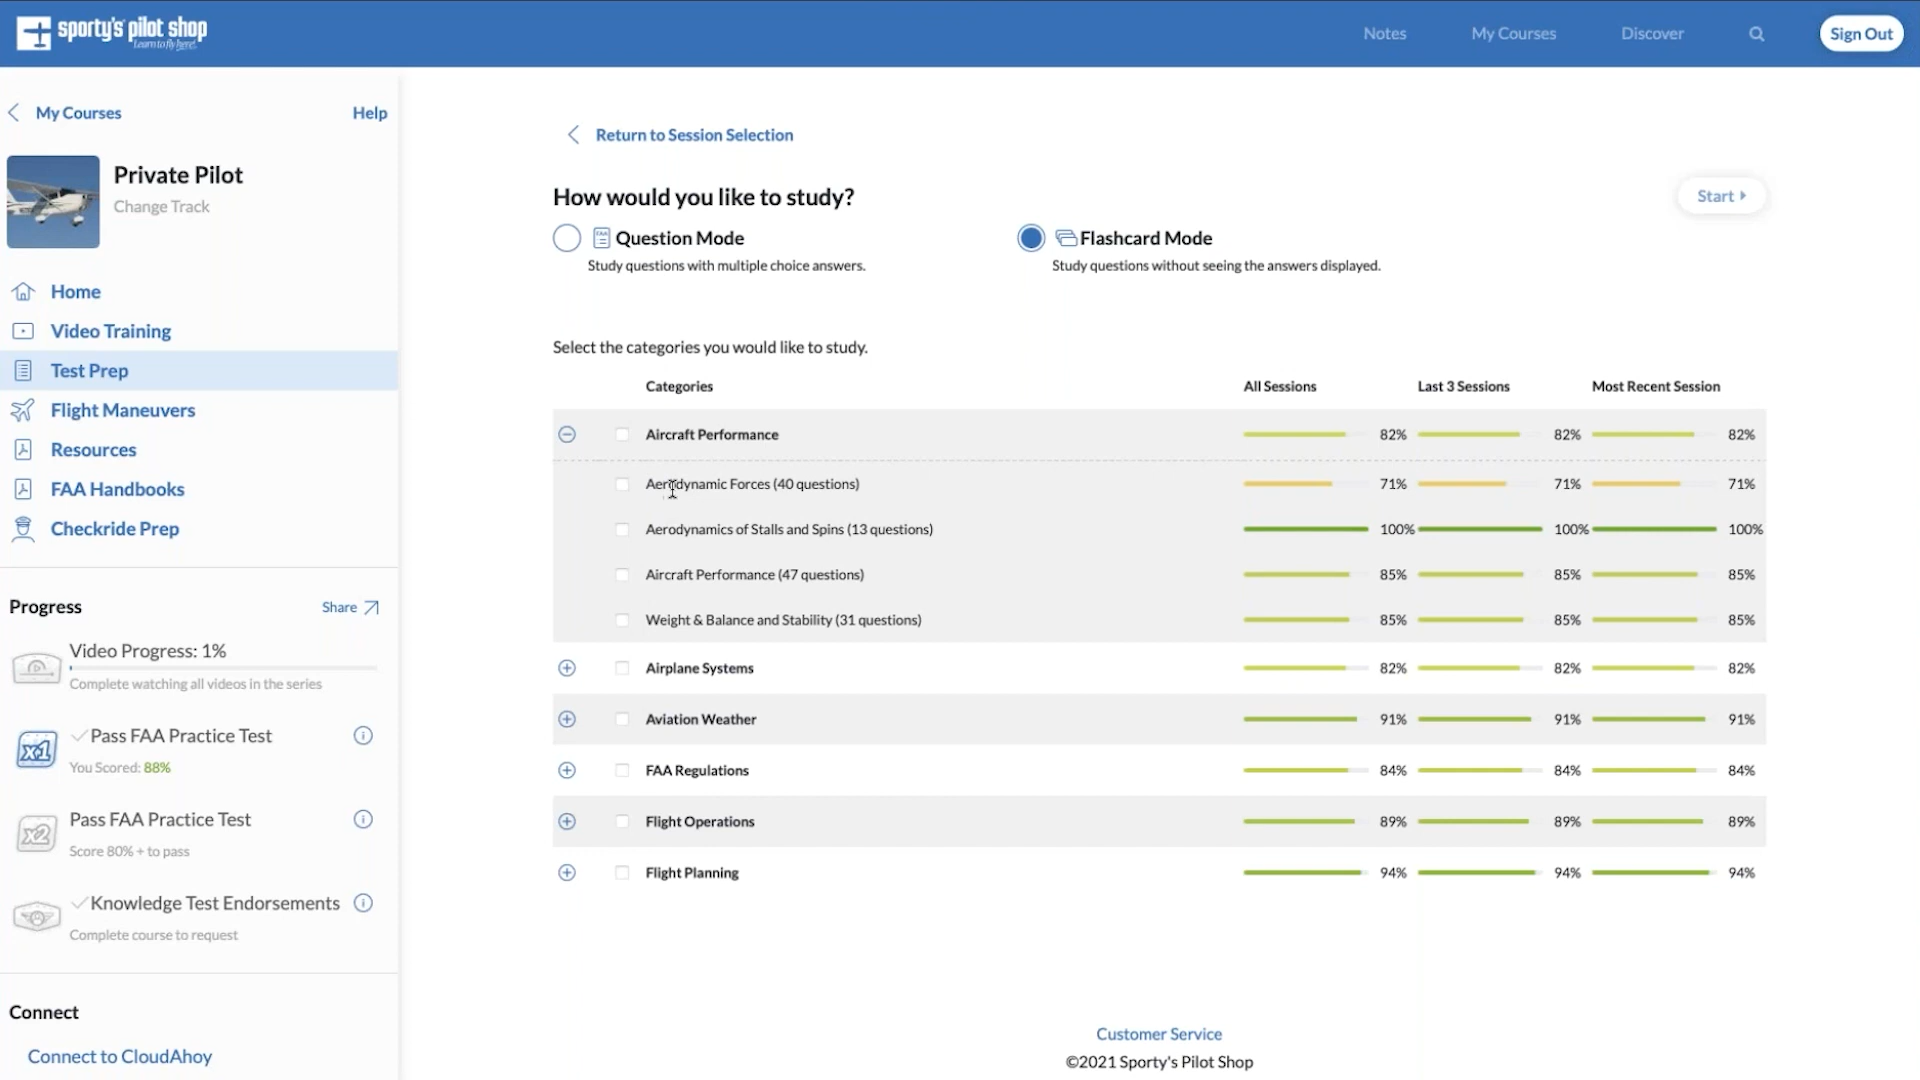 sporty's pilot shop
Learn to fly here!
Notes
My Courses
Discover
Sign Out
My Courses
Help
Private Pilot
Change Track
Home
Video Training
Test Prep
Flight Maneuvers
Resources
FAA Handbooks
Checkride Prep
Progress
Share
Video Progress: 1%
Complete watching all videos in the series
x1
Pass FAA Practice Test
You Scored: 88%
x2
Pass FAA Practice Test
Score 80% + to pass
Knowledge Test Endorsements
Complete course to request
Connect
Connect to CloudAhoy
Return to Session Selection
How would you like to study?
Start
Question Mode
Study questions with multiple choice answers.
Flashcard Mode
Study questions without seeing the answers displayed.
Select the categories you would like to study.
Categories All Sessions Last 3 Sessions Most Recent Session
Aircraft Performance 82% 82% 82%
Aerodynamic Forces (40 questions) 71% 71% 71%
Aerodynamics of Stalls and Spins (13 questions) 100% 100% 100%
Aircraft Performance (47 questions) 85% 85% 85%
Weight & Balance and Stability (31 questions) 85% 85% 85%
Airplane Systems 82% 82% 82%
Aviation Weather 91% 91% 91%
FAA Regulations 84% 84% 84%
Flight Operations 89% 89% 89%
Flight Planning 94% 94% 94%
Customer Service
©2021 Sporty's Pilot Shop